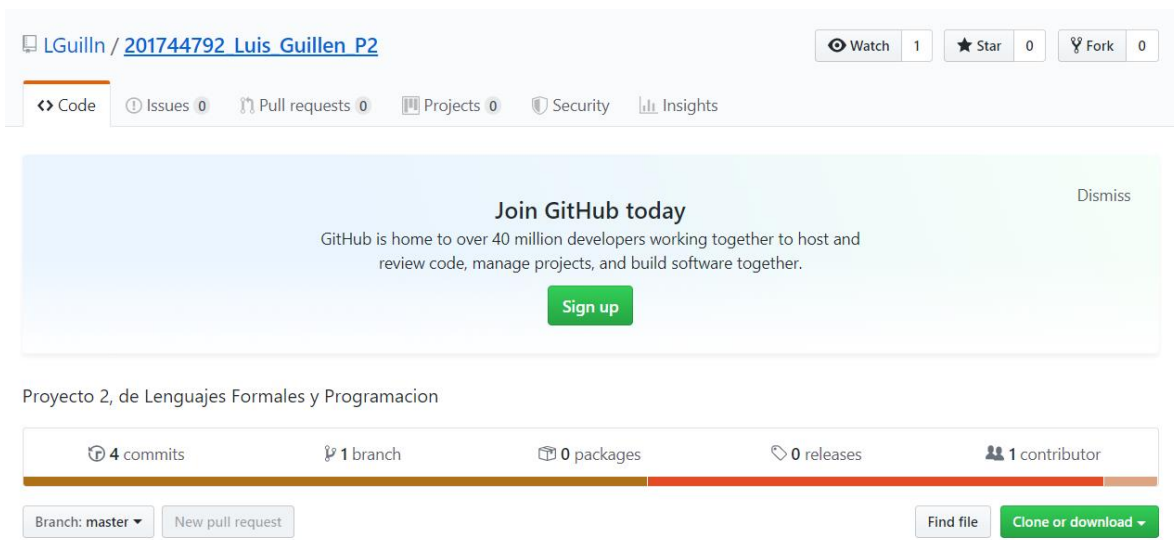 LGuilln / 201744792_Luis_Guillen_P2
Watch 1 Star 0 Fork 0
Code Issues 0 Pull requests 0 Projects 0 Security Insights
Dismiss
Join GitHub today
GitHub is home to over 40 million developers working together to host and
review code, manage projects, and build software together.
Sign up
Proyecto 2, de Lenguajes Formales y Programacion
4 commits 1 branch 0 packages 0 releases 1 contributor
Branch: master New pull request Find file Clone or download